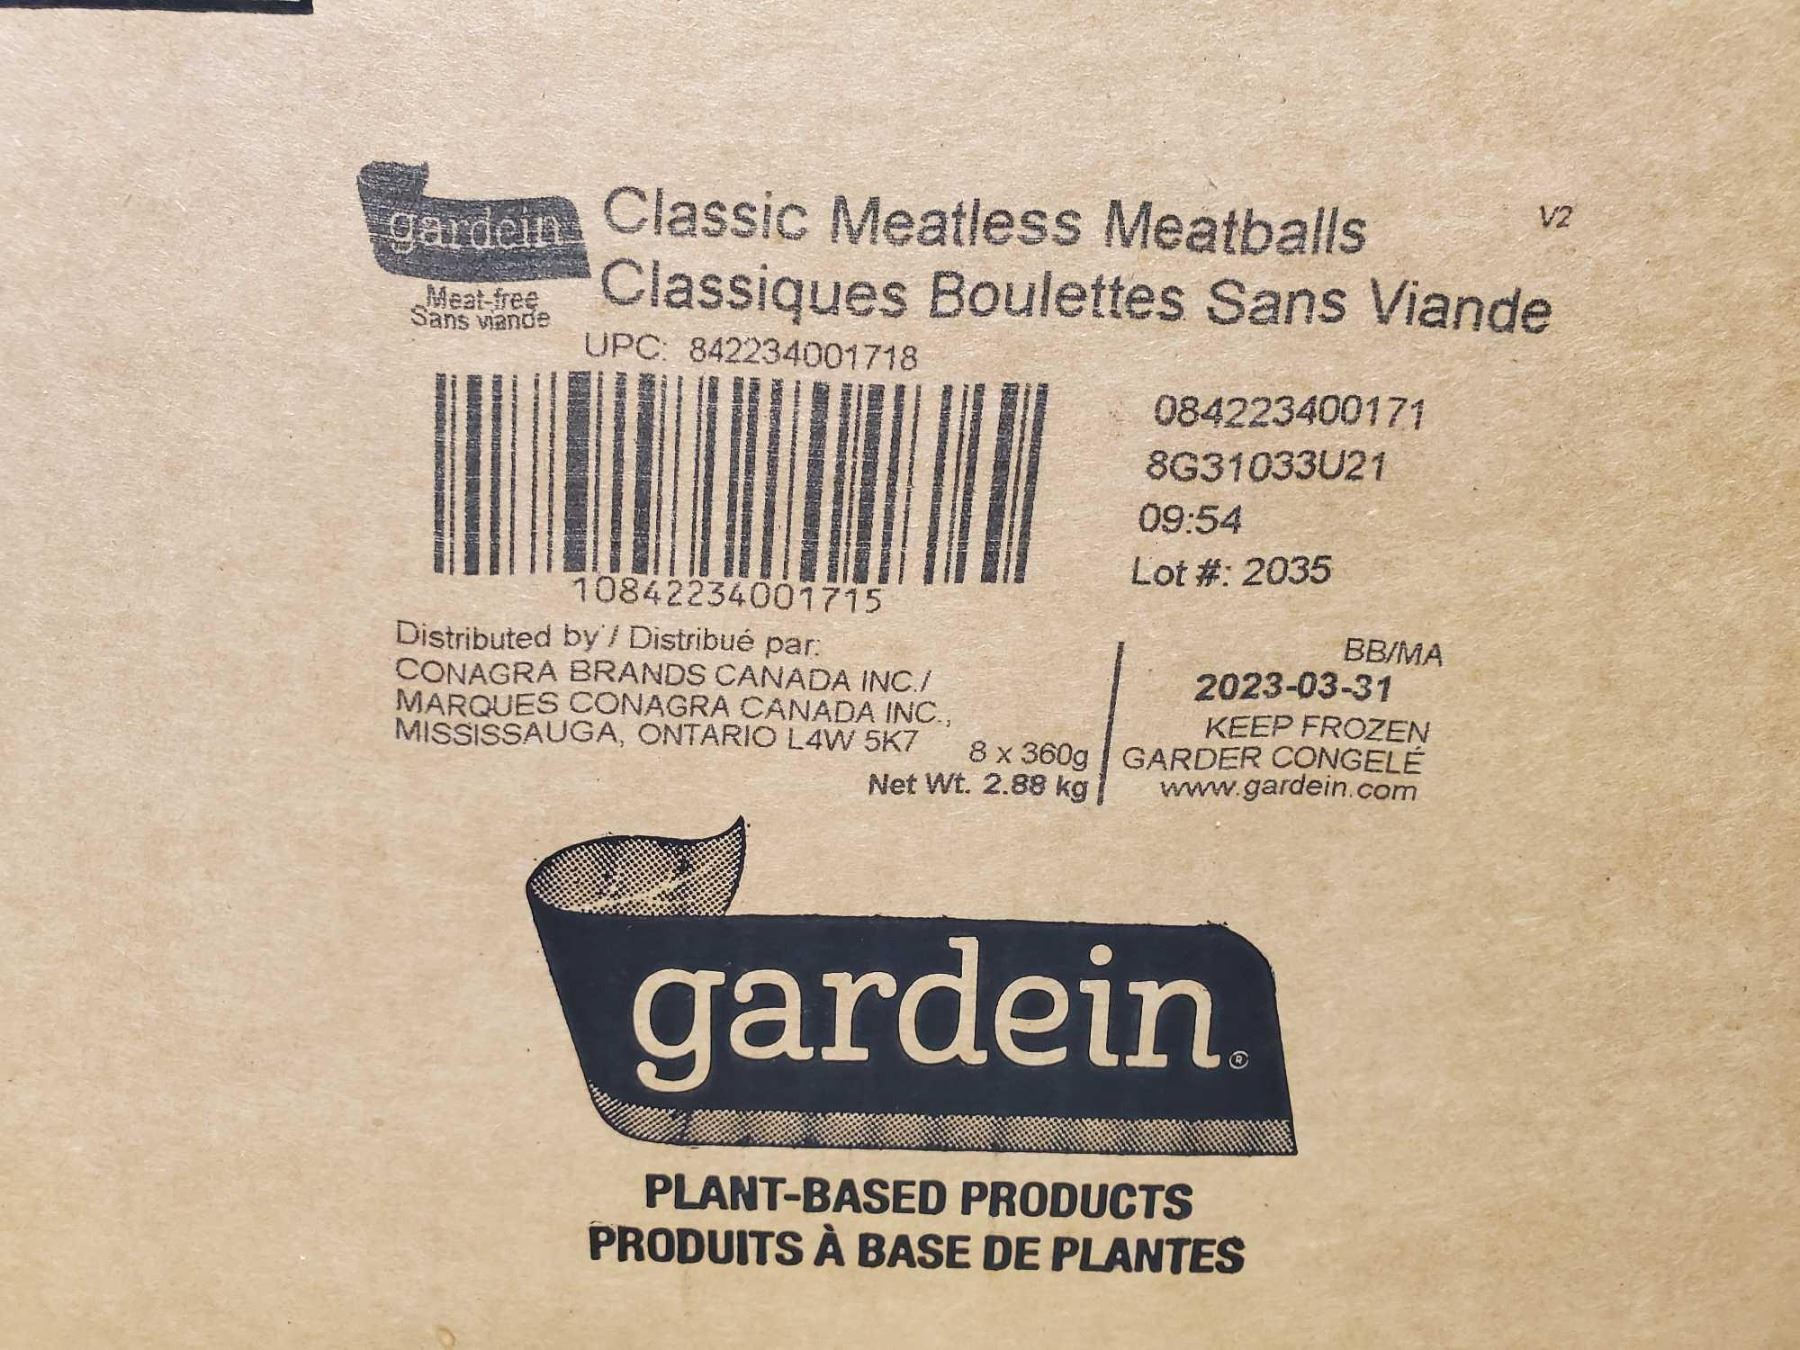 gardein
Meat-free
Sans viande
Classic Meatless Meatballs
V2
Classiques Boulettes Sans Viande
UPC: 842234001718
10842234001715
084223400171
8G31033U21
09:54
Lot #: 2035
Distributed by / Distribué par:
CONAGRA BRANDS CANADA INC./
MARQUES CONAGRA CANADA INC.,
MISSISSAUGA, ONTARIO L4W 5K7
8 x 360g
Net Wt. 2.88 kg
BB/MA
2023-03-31
KEEP FROZEN
GARDER CONGELÉ
www.gardein.com
gardein®
PLANT-BASED PRODUCTS
PRODUITS À BASE DE PLANTES